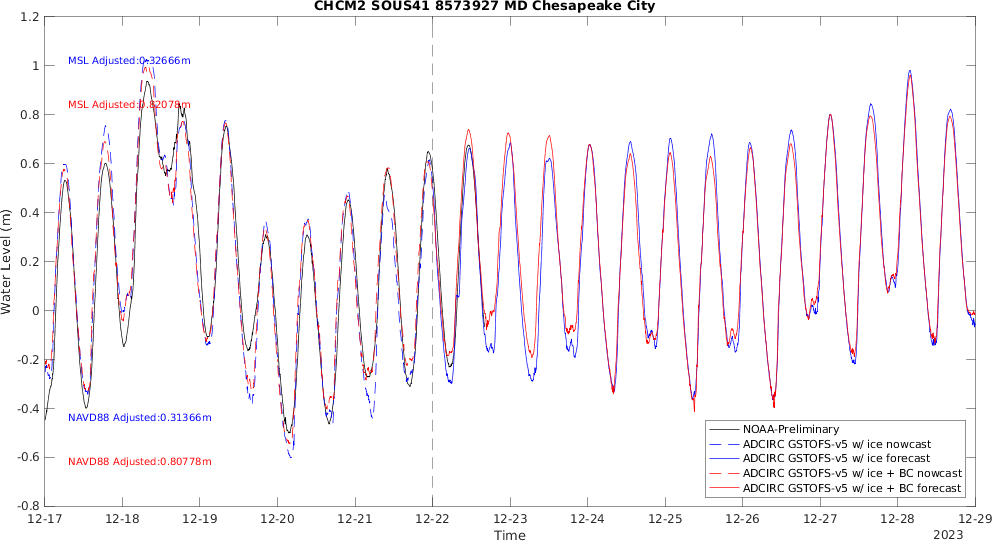 CHCM2 SOUS41 8573927 MD Chesapeake City
Water Level (m)
1.2
1
0.8
0.6
0.4
0.2
0
-0.2
-0.4
-0.6
-0.8
MSL Adjusted:0.32666m
MSL Adjusted:0.82078m
NAVD88 Adjusted:0.31366m
NAVD88 Adjusted:0.80778m
NOAA-Preliminary
ADCIRC GSTOFS-v5 w/ ice nowcast
ADCIRC GSTOFS-v5 w/ ice forecast
ADCIRC GSTOFS-v5 w/ ice + BC nowcast
ADCIRC GSTOFS-v5 w/ ice + BC forecast
12-17 12-18 12-19 12-20 12-21 12-22 12-23 12-24 12-25 12-26 12-27 12-28 12-29
Time
2023